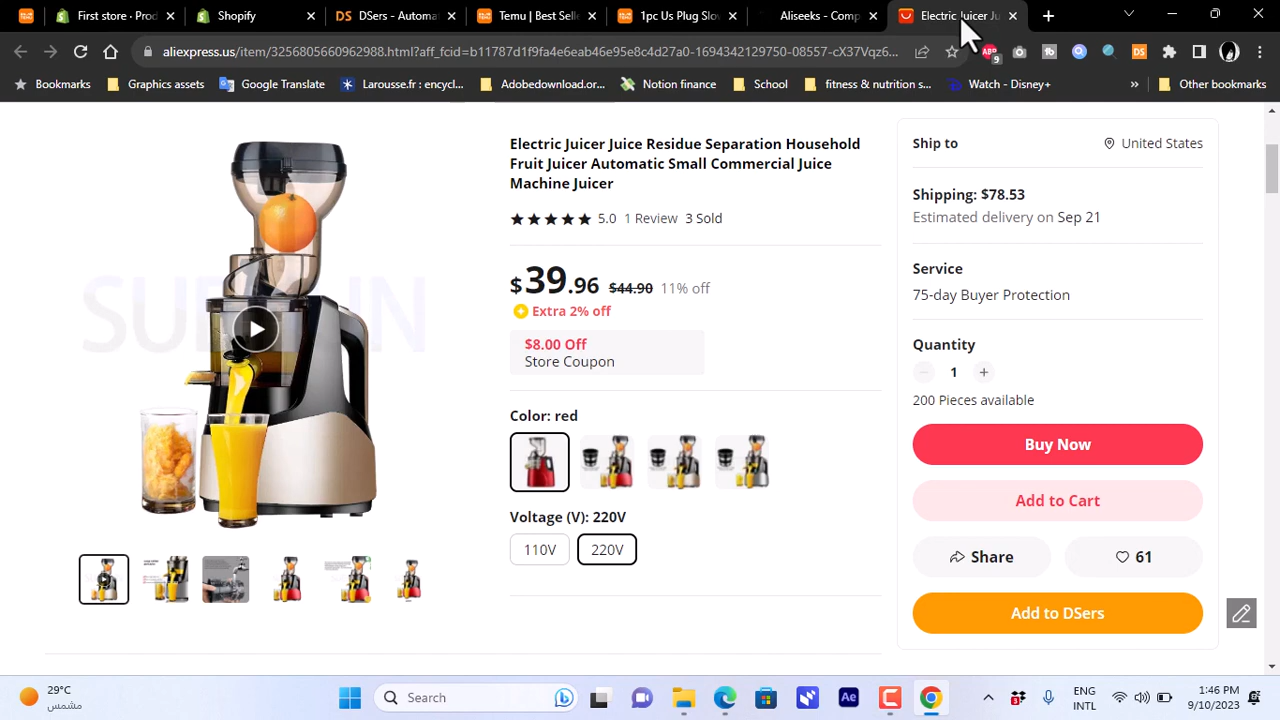 First store · Prod
Shopify
DSers - Automa
Temu | Best Selle
1pc Us Plug Slov
Aliseeks - Comp
Electric Juicer Ju
aliexpress.us/item/3256805660962988.html?aff_fcid=b11787d1f9fa4e6eab46e95e8c4d27a0-1694342129750-08557-cX37Vqz6...
9
Bookmarks
Graphics assets
Google Translate
Larousse.fr : encycl...
Adobedownload.or...
Notion finance
School
fitness & nutrition s...
Watch - Disney+
»
Other bookmarks
Electric Juicer Juice Residue Separation Household
Fruit Juicer Automatic Small Commercial Juice
Machine Juicer
5.0 1 Review 3 Sold
$39.96 $44.90 11% off
Extra 2% off
$8.00 Off
Store Coupon
Color: red
Voltage (V): 220V
110V
220V
Ship to
United States
Shipping: $78.53
Estimated delivery on Sep 21
Service
75-day Buyer Protection
Quantity
1
200 Pieces available
Buy Now
Add to Cart
Share
61
Add to DSers
29°C
مشمس
Search
Ae
ENG
INTL
1:46 PM
9/10/2023